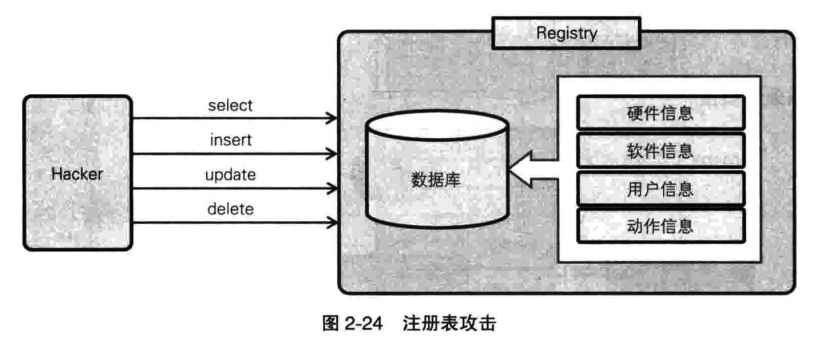 Registry
select
insert
update
delete
Hacker
数据库
硬件信息
软件信息
用户信息
动作信息
图 2-24 注册表攻击